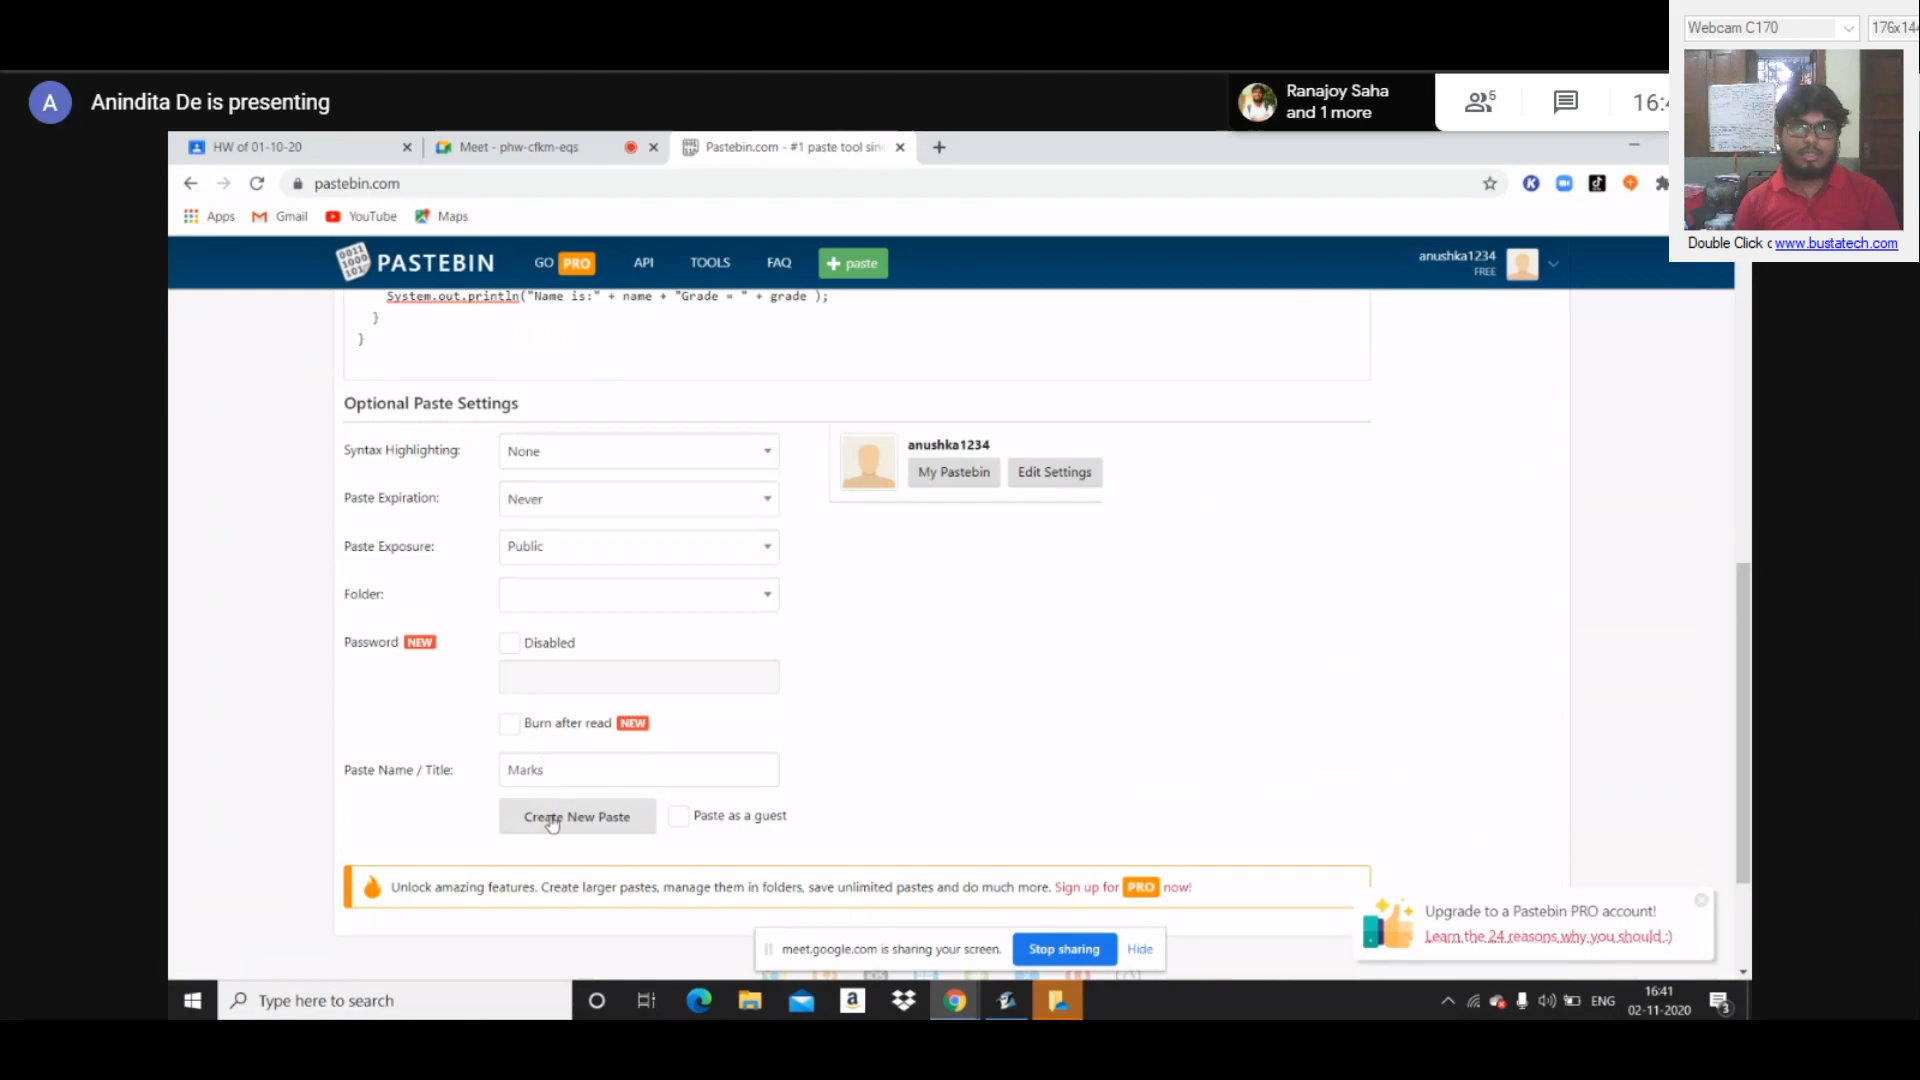 Webcam C170
176x144
A
Anindita De is presenting
Ranajoy Saha
and 1 more
5
16:4
Double Click
www.bustatech.com
HW of 01-10-20
Meet - phw-cfkm-eqs
Pastebin.com - #1 paste tool sinc
pastebin.com
Apps
Gmail
YouTube
Maps
PASTEBIN
GO PRO
API
TOOLS
FAQ
paste
anushka1234
FREE
System.out.println("Name is:" + name + "Grade = " + grade );
}
}
Optional Paste Settings
Syntax Highlighting:
None
anushka1234
My Pastebin
Edit Settings
Paste Expiration:
Never
Paste Exposure:
Public
Folder:
Password NEW
Disabled
Burn after read NEW
Paste Name / Title:
Marks
Create New Paste
Paste as a guest
Unlock amazing features. Create larger pastes, manage them in folders, save unlimited pastes and do much more. Sign up for PRO now!
Upgrade to a Pastebin PRO account!
Learn the 24 reasons why you should :)
meet.google.com is sharing your screen.
Stop sharing
Hide
Type here to search
ENG
16:41
02-11-2020
3